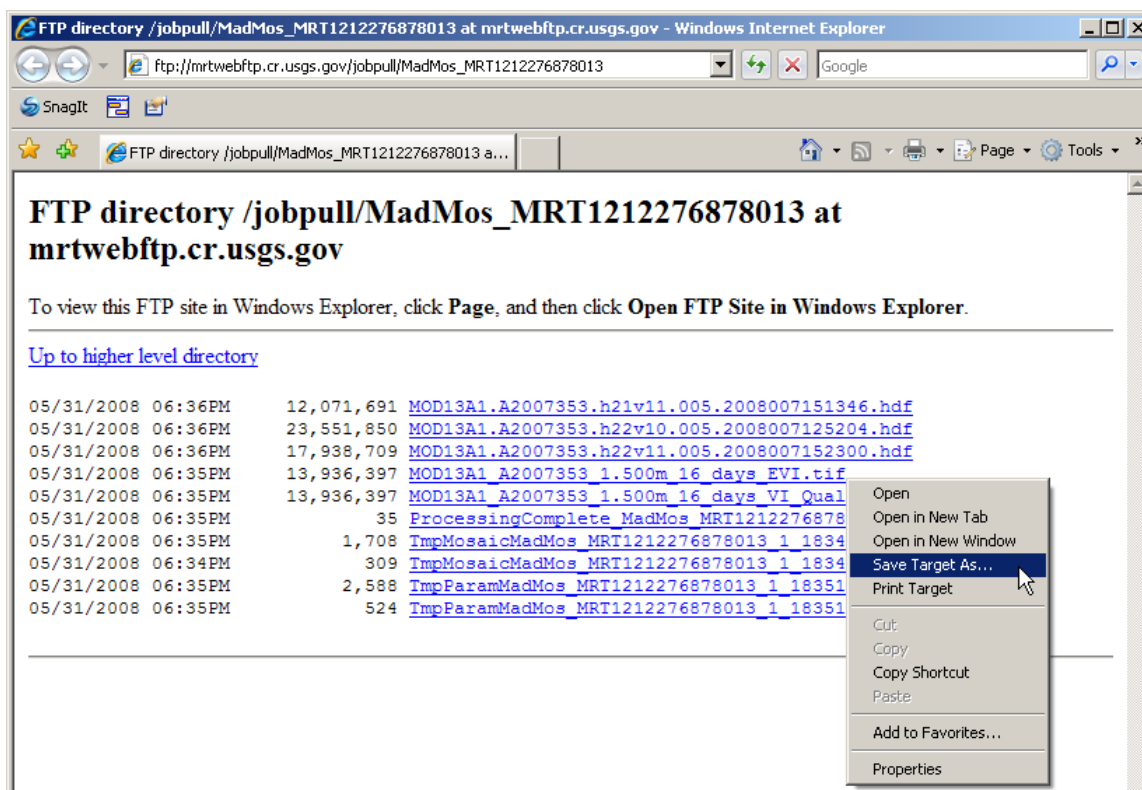 FTP directory /jobpull/MadMos_MRT1212276878013 at mrtwebftp.cr.usgs.gov - Windows Internet Explorer
ftp://mrtwebftp.cr.usgs.gov/jobpull/MadMos_MRT1212276878013
Google
SnagIt
FTP directory /jobpull/MadMos_MRT1212276878013 a...
Page
Tools
FTP directory /jobpull/MadMos_MRT1212276878013 at
mrtwebftp.cr.usgs.gov
To view this FTP site in Windows Explorer, click Page, and then click Open FTP Site in Windows Explorer.
Up to higher level directory
05/31/2008 06:36PM 12,071,691 MOD13A1.A2007353.h21v11.005.2008007151346.hdf
05/31/2008 06:36PM 23,551,850 MOD13A1.A2007353.h22v10.005.2008007125204.hdf
05/31/2008 06:36PM 17,938,709 MOD13A1.A2007353.h22v11.005.2008007152300.hdf
05/31/2008 06:35PM 13,936,397 MOD13A1_A2007353_1.500m_16_days_EVI.tif
05/31/2008 06:35PM 13,936,397 MOD13A1_A2007353_1.500m_16_days_VI_Qual
05/31/2008 06:35PM 35 ProcessingComplete_MadMos_MRT1212276878
05/31/2008 06:35PM 1,708 TmpMosaicMadMos_MRT1212276878013_1_1834
05/31/2008 06:34PM 309 TmpMosaicMadMos_MRT1212276878013_1_1834
05/31/2008 06:35PM 2,588 TmpParamMadMos_MRT1212276878013_1_18351
05/31/2008 06:35PM 524 TmpParamMadMos_MRT1212276878013_1_18351
Open
Open in New Tab
Open in New Window
Save Target As...
Print Target
Cut
Copy
Copy Shortcut
Paste
Add to Favorites...
Properties